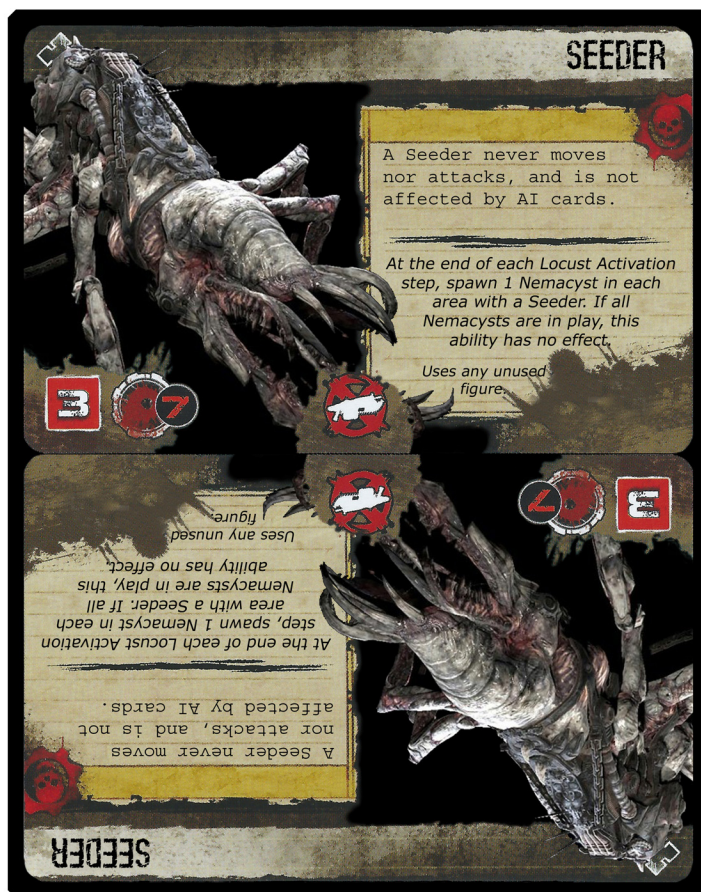 SEEDER
A Seeder never moves
nor attacks, and is not
affected by AI cards.
At the end of each Locust Activation
step, spawn 1 Nemacyst in each
area with a Seeder. If all
Nemacysts are in play, this
ability has no effect.
Uses any unused
figure.
3
7
SEEDER
A Seeder never moves
nor attacks, and is not
affected by AI cards.
At the end of each Locust Activation
step, spawn 1 Nemacyst in each
area with a Seeder. If all
Nemacysts are in play, this
ability has no effect.
Uses any unused
figure.
3
7